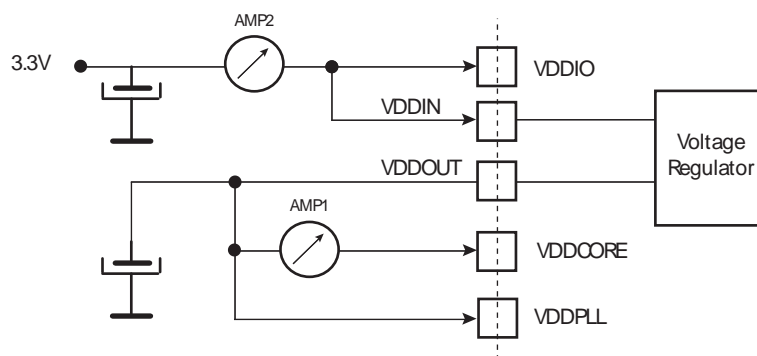 AMP2
3.3V
VDDIO
VDDIN
Voltage
Regulator
VDDOUT
AMP1
VDDCORE
VDDPLL